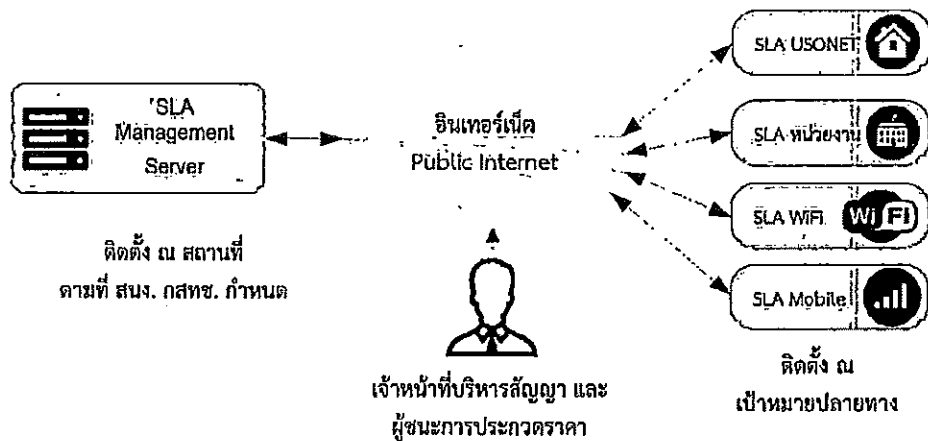 SLA
Management
Server
ติดตั้ง ณ สถานที่
ตามที่ สนง. กสทช. กำหนด
อินเทอร์เน็ต
Public Internet
เจ้าหน้าที่บริหารสัญญา และ
ผู้ชนะการประกวดราคา
SLA USONET
SLA หน่วยงาน
SLA WiFi
Wi Fi
SLA Mobile
ติดตั้ง ณ
เป้าหมายปลายทาง